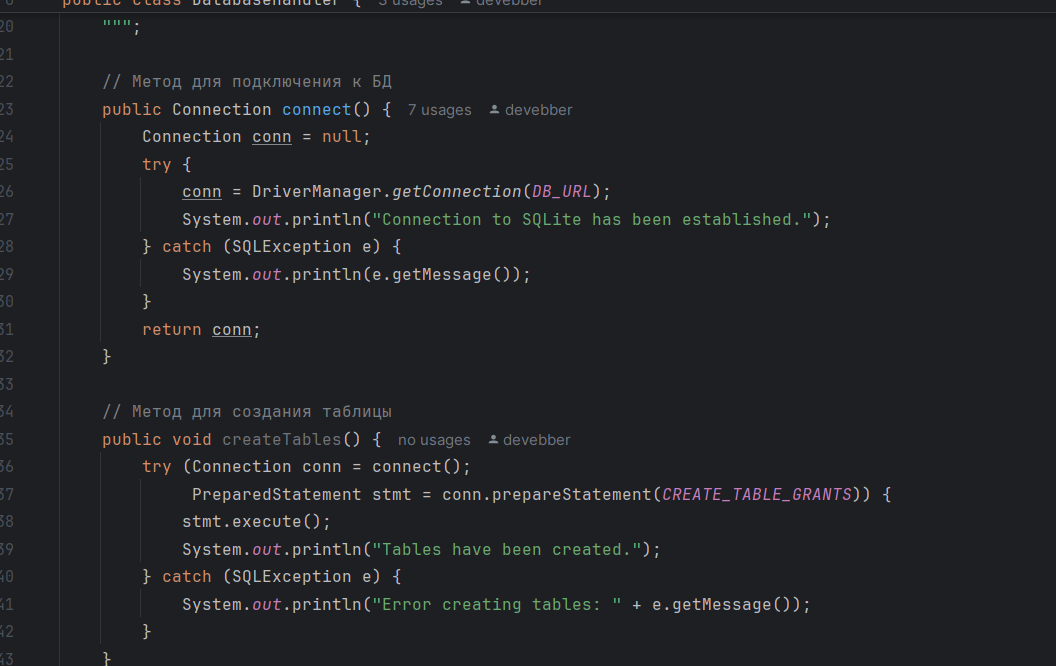 public class DatabaseHandler { 3 usages devebber
20 """;
21
22 // Метод для подключения к БД
23 public Connection connect() { 7 usages devebber
24 Connection conn = null;
25 try {
26 conn = DriverManager.getConnection(DB_URL);
27 System.out.println("Connection to SQLite has been established.");
28 } catch (SQLException e) {
29 System.out.println(e.getMessage());
30 }
31 return conn;
32 }
33
34 // Метод для создания таблицы
35 public void createTables() { no usages devebber
36 try (Connection conn = connect();
37 PreparedStatement stmt = conn.prepareStatement(CREATE_TABLE_GRANTS)) {
38 stmt.execute();
39 System.out.println("Tables have been created.");
40 } catch (SQLException e) {
41 System.out.println("Error creating tables: " + e.getMessage());
42 }
43 }